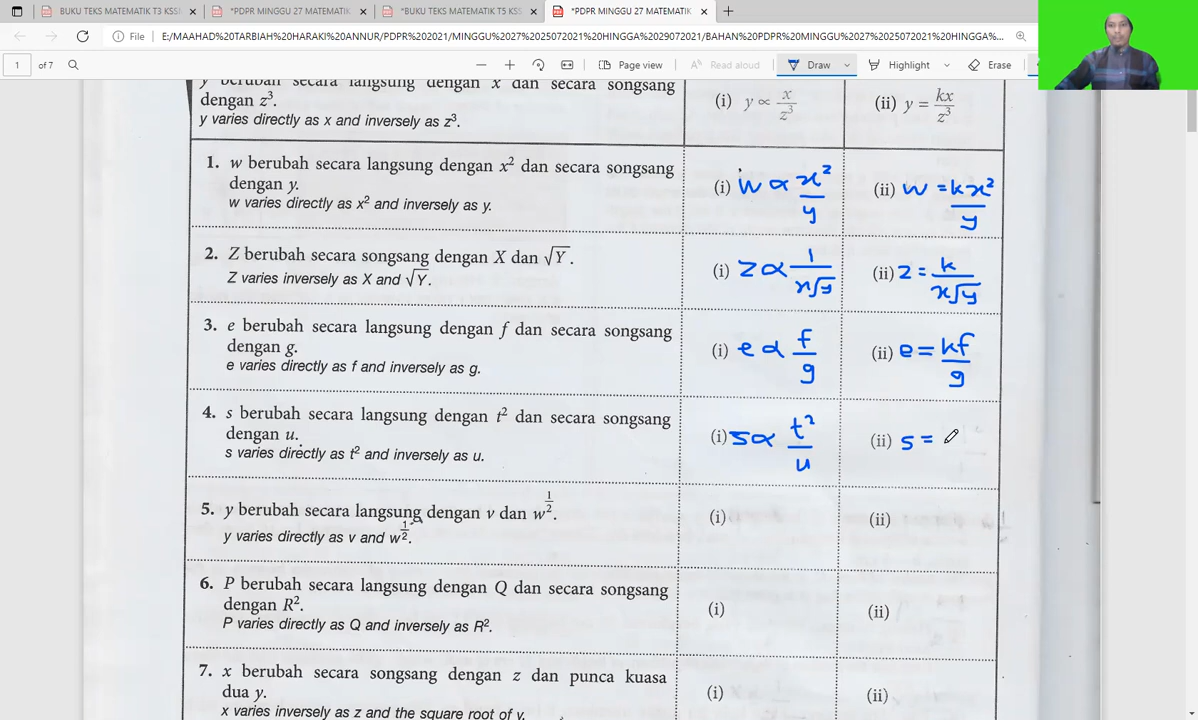 BUKU TEKS MATEMATIK T3 KSSM
*PDPR MINGGU 27 MATEMATIK
*BUKU TEKS MATEMATIK T5 KSS
*PDPR MINGGU 27 MATEMATIK
File
E:/MAAHAD%20TARBIAH%20HARAKI%20ANNUR/PDPR%202021/MINGGU%2027%2025072021%20HINGGA%2029072021/BAHAN%20PDPR%20MINGGU%2027%2025072021%20HINGGA%...
1 of 7
Page view
Read aloud
Draw
Highlight
Erase
y berubah secara langsung dengan x dan secara songsang
dengan z³.
y varies directly as x and inversely as z³.
(i) y ∝ x/z³
(ii) y = kx/z³
1. w berubah secara langsung dengan x² dan secara songsang
dengan y.
w varies directly as x² and inversely as y.
(i) w ∝ x²/y
(ii) w = kx²/y
2. Z berubah secara songsang dengan X dan √Y.
Z varies inversely as X and √Y.
(i) z ∝ 1/x√y
(ii) z = k/x√y
3. e berubah secara langsung dengan f dan secara songsang
dengan g.
e varies directly as f and inversely as g.
(i) e ∝ f/g
(ii) e = kf/g
4. s berubah secara langsung dengan t² dan secara songsang
dengan u.
s varies directly as t² and inversely as u.
(i) s ∝ t²/u
(ii) s =
5. y berubah secara langsung dengan v dan w^1/2.
y varies directly as v and w^1/2.
(i)
(ii)
6. P berubah secara langsung dengan Q dan secara songsang
dengan R².
P varies directly as Q and inversely as R².
(i)
(ii)
7. x berubah secara songsang dengan z dan punca kuasa
dua y.
x varies inversely as z and the square root of y.
(i)
(ii)